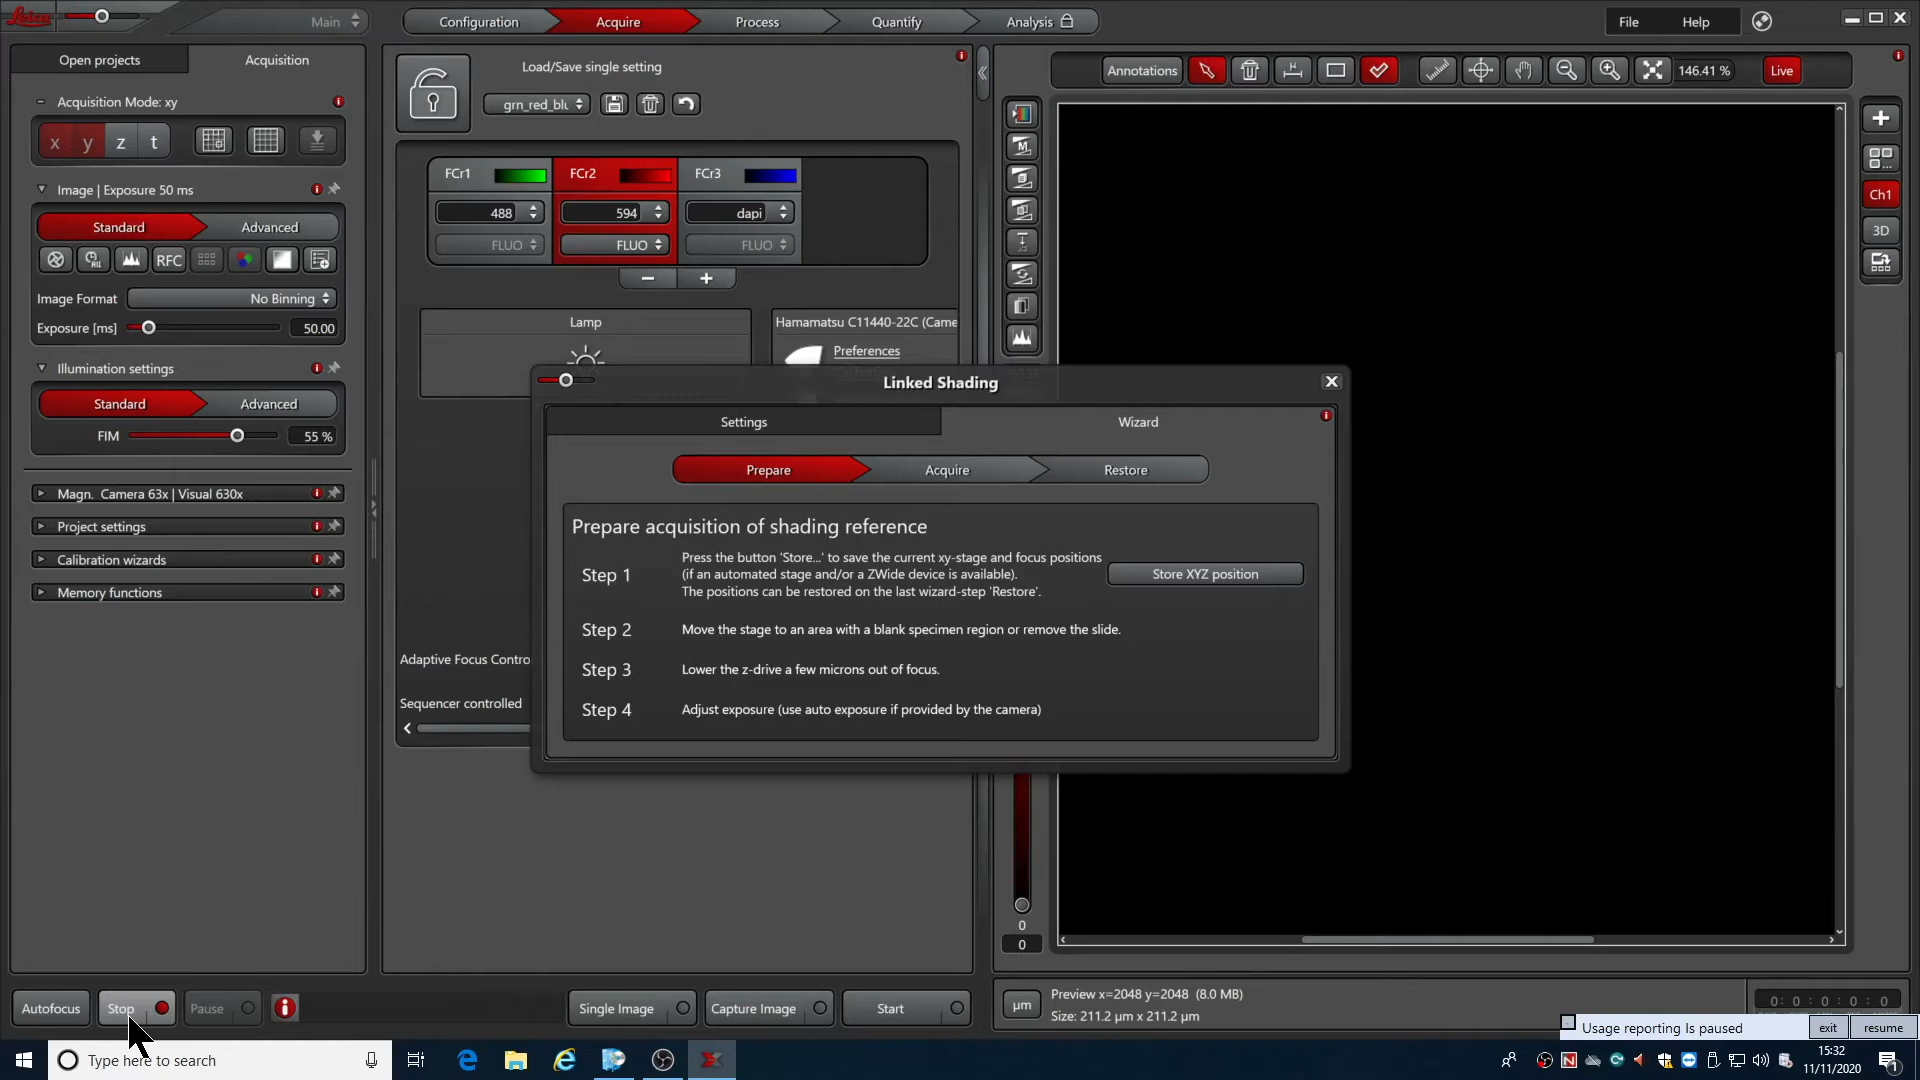 Leica
Main
Configuration
Acquire
Process
Quantify
Analysis
File
Help
Open projects
Acquisition
Acquisition Mode: xy
x
y
z
t
Image | Exposure 50 ms
Standard
Advanced
All
RFC
Image Format
No Binning
Exposure [ms]
50.00
Illumination settings
Standard
Advanced
FIM
55 %
Magn. Camera 63x | Visual 630x
Project settings
Calibration wizards
Memory functions
Load/Save single setting
grn_red_blu
FCr1
FCr2
FCr3
488
594
dapi
FLUO
FLUO
FLUO
Lamp
Hamamatsu C11440-22C (Came
Preferences
Adaptive Focus Contro
Sequencer controlled
Annotations
146.41 %
Live
M
Ch1
3D
Linked Shading
Settings
Wizard
Prepare
Acquire
Restore
Prepare acquisition of shading reference
Step 1
Press the button 'Store...' to save the current xy-stage and focus positions
(if an automated stage and/or a ZWide device is available).
The positions can be restored on the last wizard-step 'Restore'.
Store XYZ position
Step 2
Move the stage to an area with a blank specimen region or remove the slide.
Step 3
Lower the z-drive a few microns out of focus.
Step 4
Adjust exposure (use auto exposure if provided by the camera)
0
0
Autofocus
Stop
Pause
Single Image
Capture Image
Start
µm
Preview x=2048 y=2048 (8.0 MB)
Size: 211.2 µm x 211.2 µm
0: 0: 0: 0: 0: 0
Usage reporting Is paused
exit
resume
Type here to search
15:32
11/11/2020
1